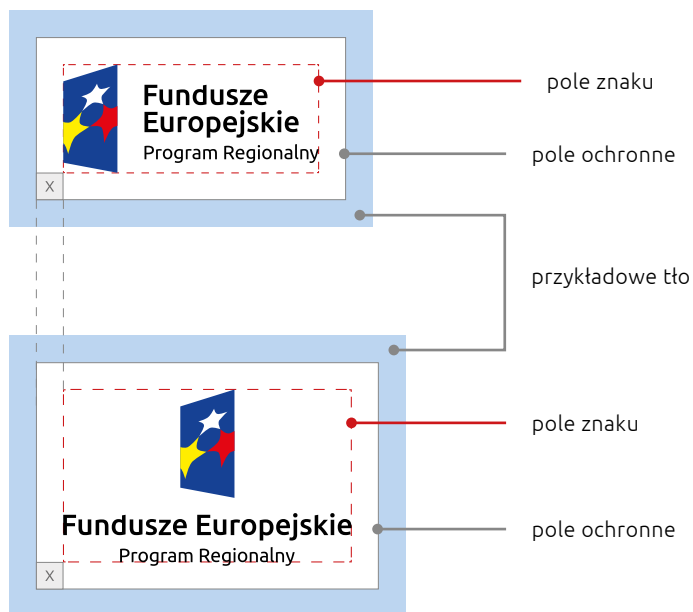 Fundusze
Europejskie
Program Regionalny
X
pole znaku
pole ochronne
przykładowe tło
Fundusze Europejskie
Program Regionalny
X
pole znaku
pole ochronne